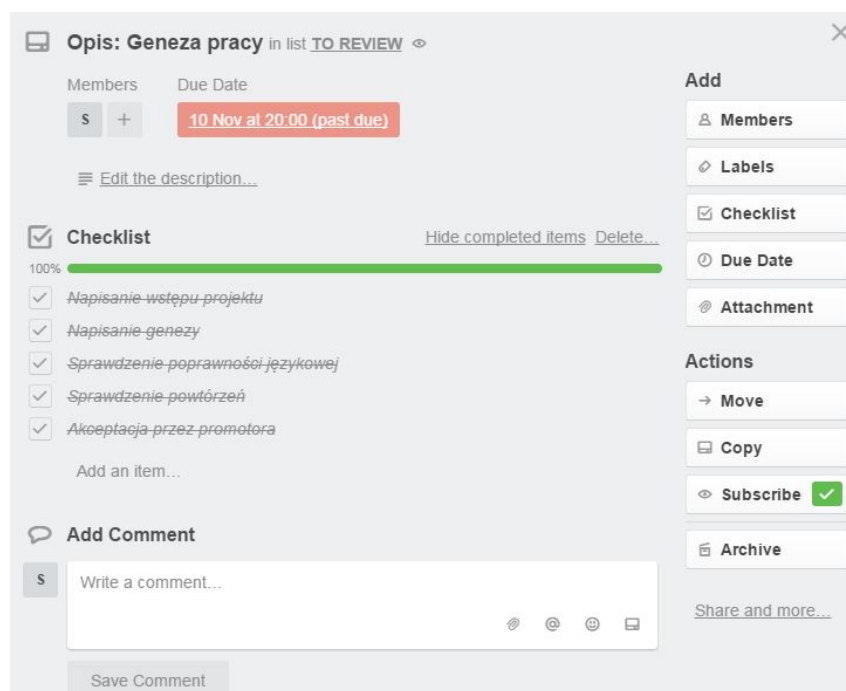 Opis: Geneza pracy in list TO REVIEW
Members Due Date
S + 10 Nov at 20:00 (past due)
Edit the description...
Checklist Hide completed items Delete...
100%
Napisanie wstępu projektu
Napisanie genezy
Sprawdzenie poprawności językowej
Sprawdzenie powtórzeń
Akceptacja przez promotora
Add an item...
Add Comment
S Write a comment...
@
Save Comment
Add
Members
Labels
Checklist
Due Date
Attachment
Actions
Move
Copy
Subscribe
Archive
Share and more...